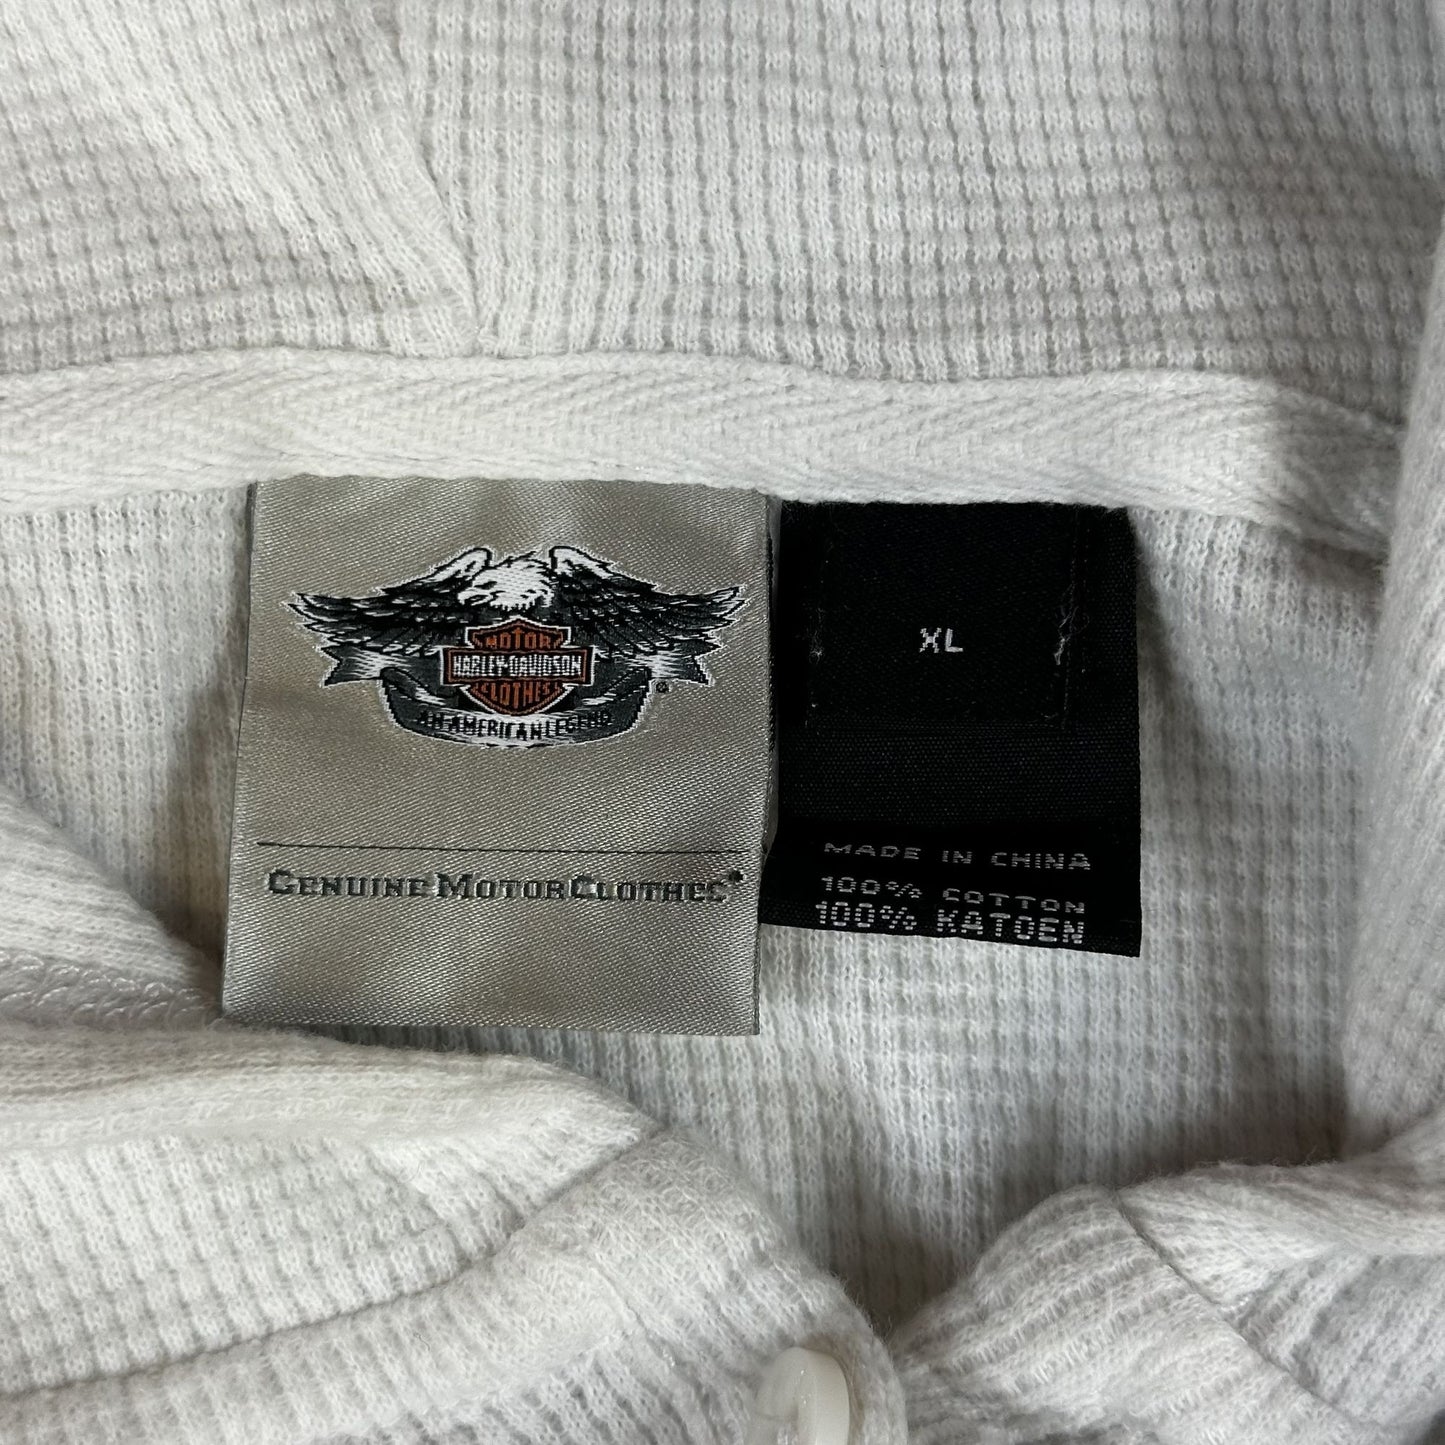 MOTOR
HARLEY-DAVIDSON
CLOTHES
AN AMERICAN LEGEND
®
GENUINE MOTORCLOTHES®
XL
MADE IN CHINA
100% COTTON
100% KATOEN